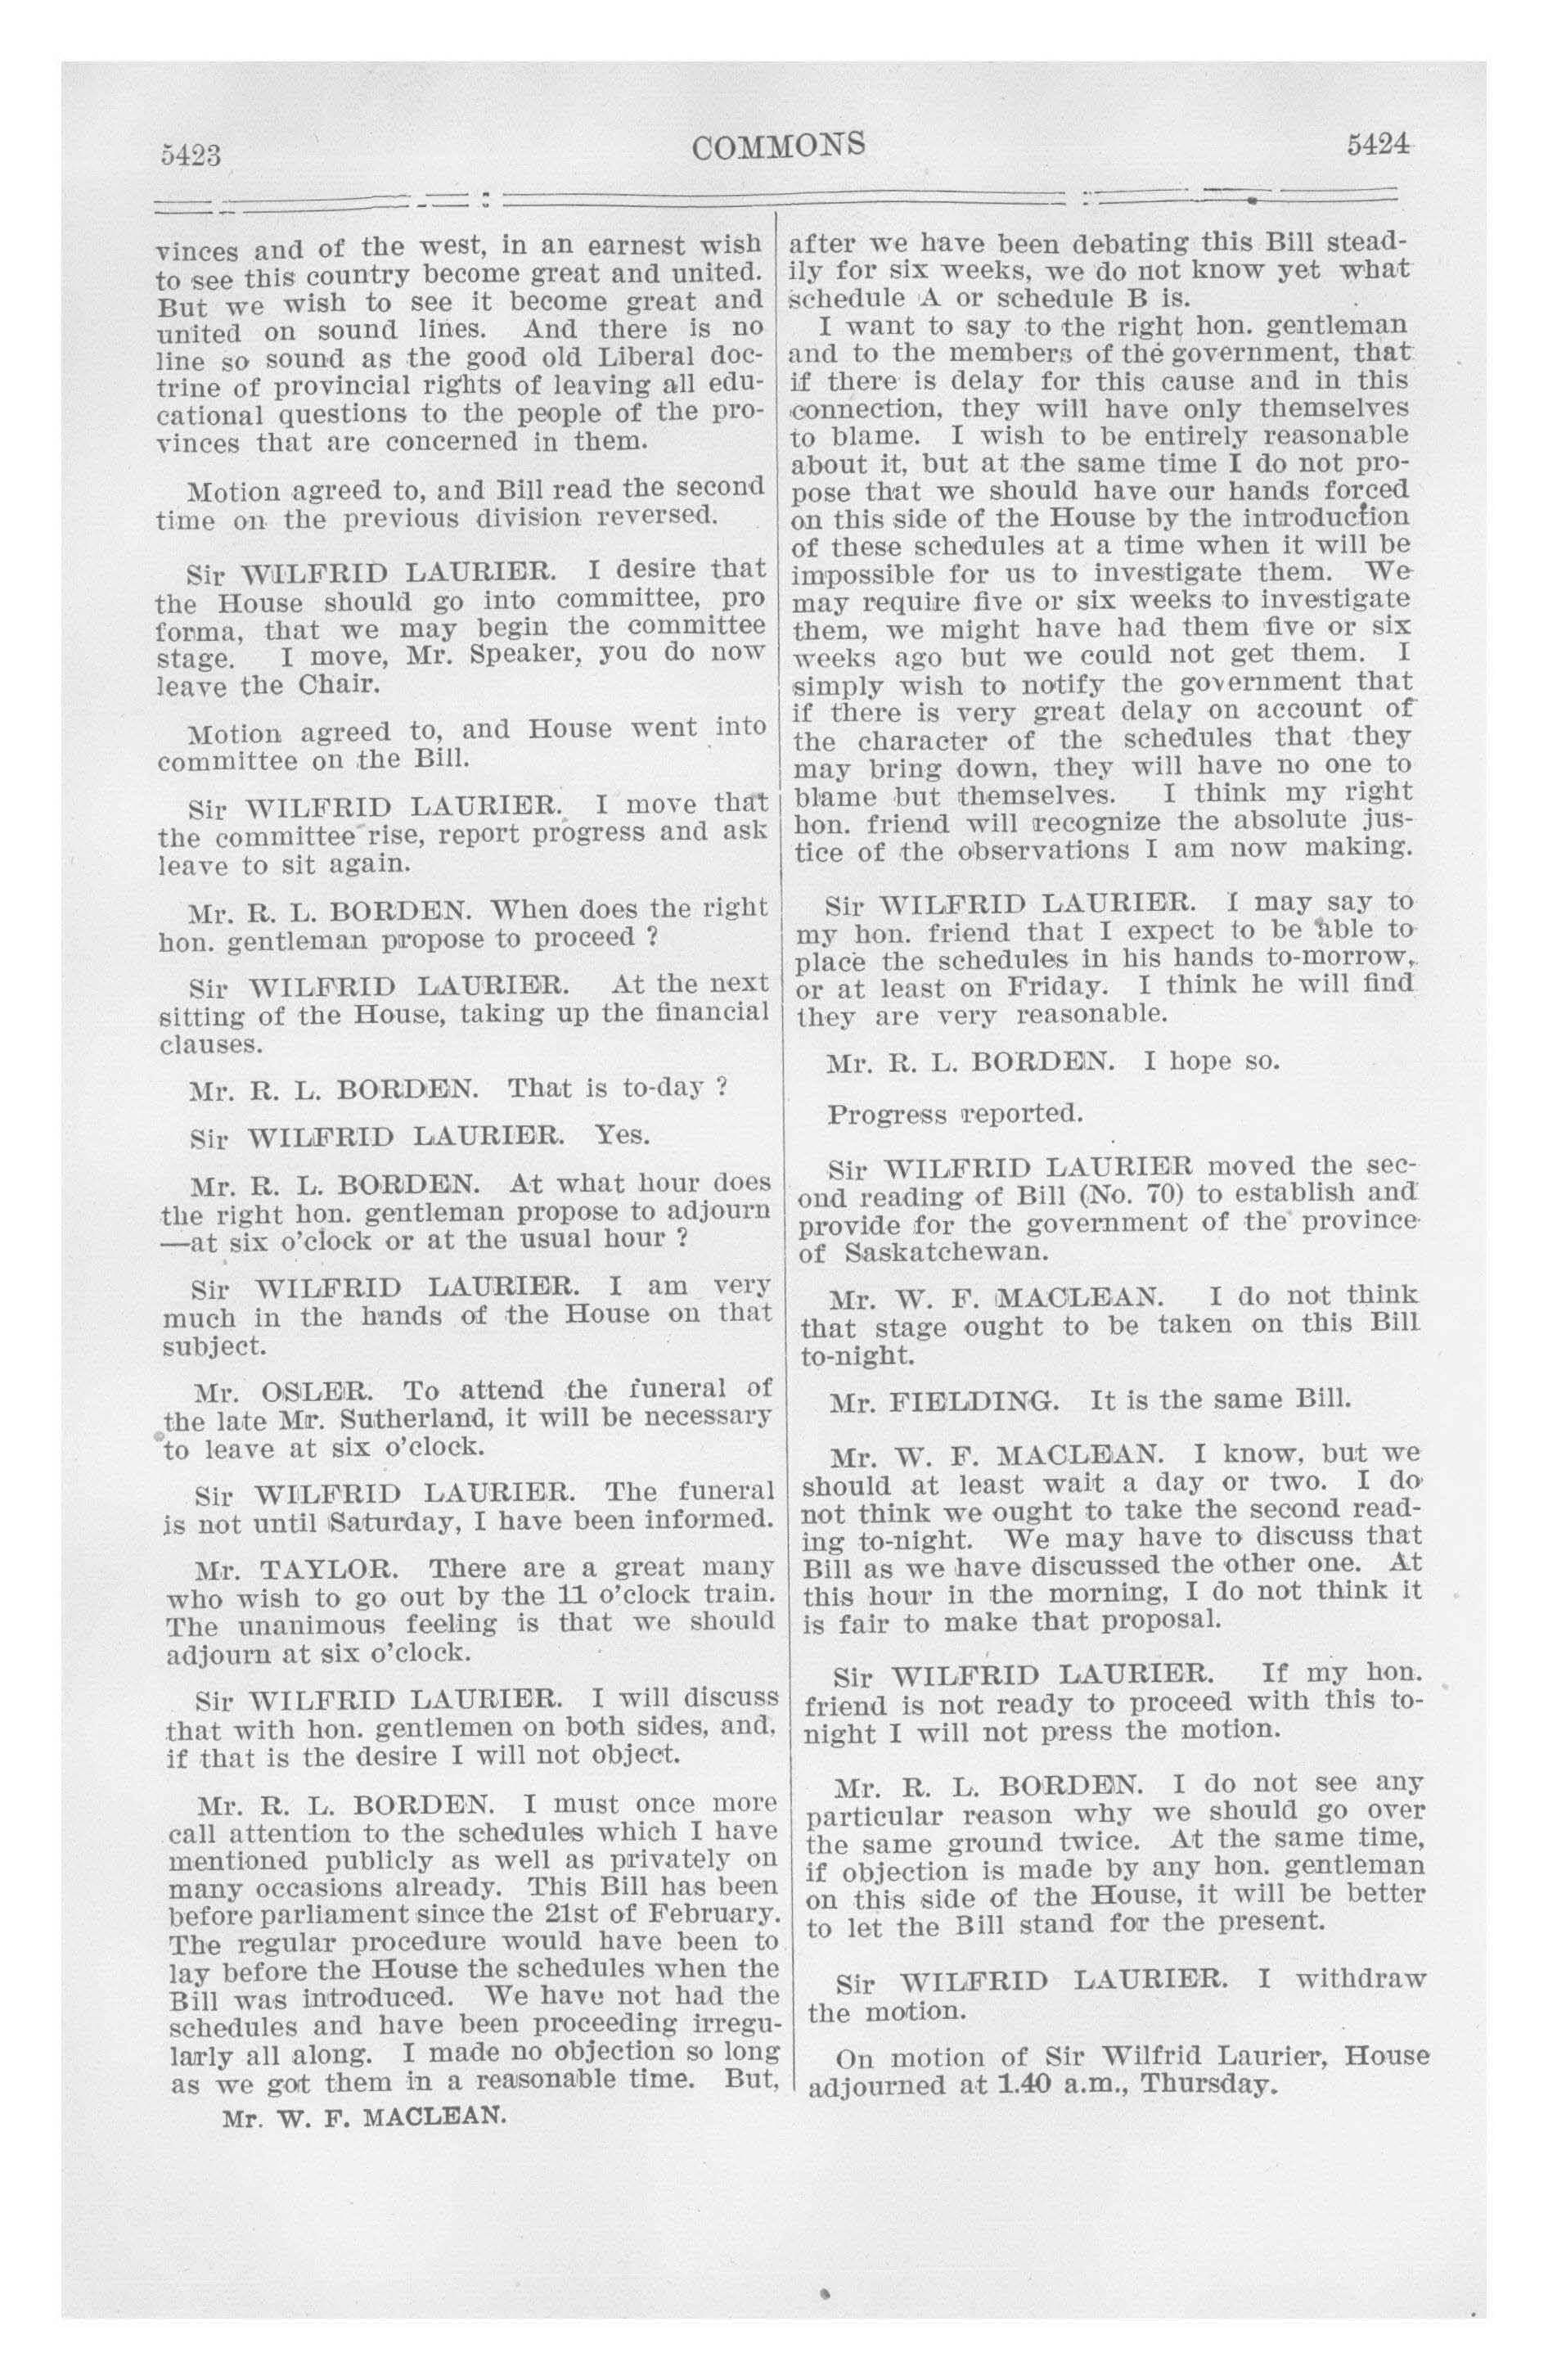 5423
COMMONS
5424
vinces and of the west, in an earnest wish
to see this country become great and united.
But we wish to see it become great and
united on sound lines. And there is no
line so sound as the good old Liberal doc-
trine of provincial rights of leaving all edu-
cational questions to the people of the pro-
vinces that are concerned in them.
Motion agreed to, and Bill read the second
time on the previous division reversed.
Sir WILFRID LAURIER. I desire that
the House should go into committee, pro
forma, that we may begin the committee
stage. I move, Mr. Speaker, you do now
leave the Chair.
Motion agreed to, and House went into
committee on the Bill.
Sir WILFRID LAURIER. I move that
the committee rise, report progress and ask
leave to sit again.
Mr. R. L. BORDEN. When does the right
hon. gentleman propose to proceed ?
Sir WILFRID LAURIER. At the next
sitting of the House, taking up the financial
clauses.
Mr. R. L. BORDEN. That is to-day ?
Sir WILFRID LAURIER. Yes.
Mr. R. L. BORDEN. At what hour does
the right hon. gentleman propose to adjourn
—at six o'clock or at the usual hour ?
Sir WILFRID LAURIER. I am very
much in the hands of the House on that
subject.
Mr. OSLER. To attend the funeral of
the late Mr. Sutherland, it will be necessary
to leave at six o'clock.
Sir WILFRID LAURIER. The funeral
is not until Saturday, I have been informed.
Mr. TAYLOR. There are a great many
who wish to go out by the 11 o'clock train.
The unanimous feeling is that we should
adjourn at six o'clock.
Sir WILFRID LAURIER. I will discuss
that with hon. gentlemen on both sides, and,
if that is the desire I will not object.
Mr. R. L. BORDEN. I must once more
call attention to the schedules which I have
mentioned publicly as well as privately on
many occasions already. This Bill has been
before parliament since the 21st of February.
The regular procedure would have been to
lay before the House the schedules when the
Bill was introduced. We have not had the
schedules and have been proceeding irregu-
larly all along. I made no objection so long
as we got them in a reasonable time. But,
Mr. W. F. MACLEAN.
after we have been debating this Bill stead-
ily for six weeks, we do not know yet what
schedule A or schedule B is.
I want to say to the right hon. gentleman
and to the members of the government, that
if there is delay for this cause and in this
connection, they will have only themselves
to blame. I wish to be entirely reasonable
about it, but at the same time I do not pro-
pose that we should have our hands forced
on this side of the House by the introduction
of these schedules at a time when it will be
impossible for us to investigate them. We
may require five or six weeks to investigate
them, we might have had them five or six
weeks ago but we could not get them. I
simply wish to notify the government that
if there is very great delay on account of
the character of the schedules that they
may bring down, they will have no one to
blame but themselves. I think my right
hon. friend will recognize the absolute jus-
tice of the observations I am now making.
Sir WILFRID LAURIER. I may say to
my hon. friend that I expect to be able to
place the schedules in his hands to-morrow,
or at least on Friday. I think he will find
they are very reasonable.
Mr. R. L. BORDEN. I hope so.
Progress reported.
Sir WILFRID LAURIER moved the sec-
ond reading of Bill (No. 70) to establish and
provide for the government of the province
of Saskatchewan.
Mr. W. F. MACLEAN. I do not think
that stage ought to be taken on this Bill
to-night.
Mr. FIELDING. It is the same Bill.
Mr. W. F. MACLEAN. I know, but we
should at least wait a day or two. I do
not think we ought to take the second read-
ing to-night. We may have to discuss that
Bill as we have discussed the other one. At
this hour in the morning, I do not think it
is fair to make that proposal.
Sir WILFRID LAURIER. If my hon.
friend is not ready to proceed with this to-
night I will not press the motion.
Mr. R. L. BORDEN. I do not see any
particular reason why we should go over
the same ground twice. At the same time,
if objection is made by any hon. gentleman
on this side of the House, it will be better
to let the Bill stand for the present.
Sir WILFRID LAURIER. I withdraw
the motion.
On motion of Sir Wilfrid Laurier, House
adjourned at 1.40 a.m., Thursday.